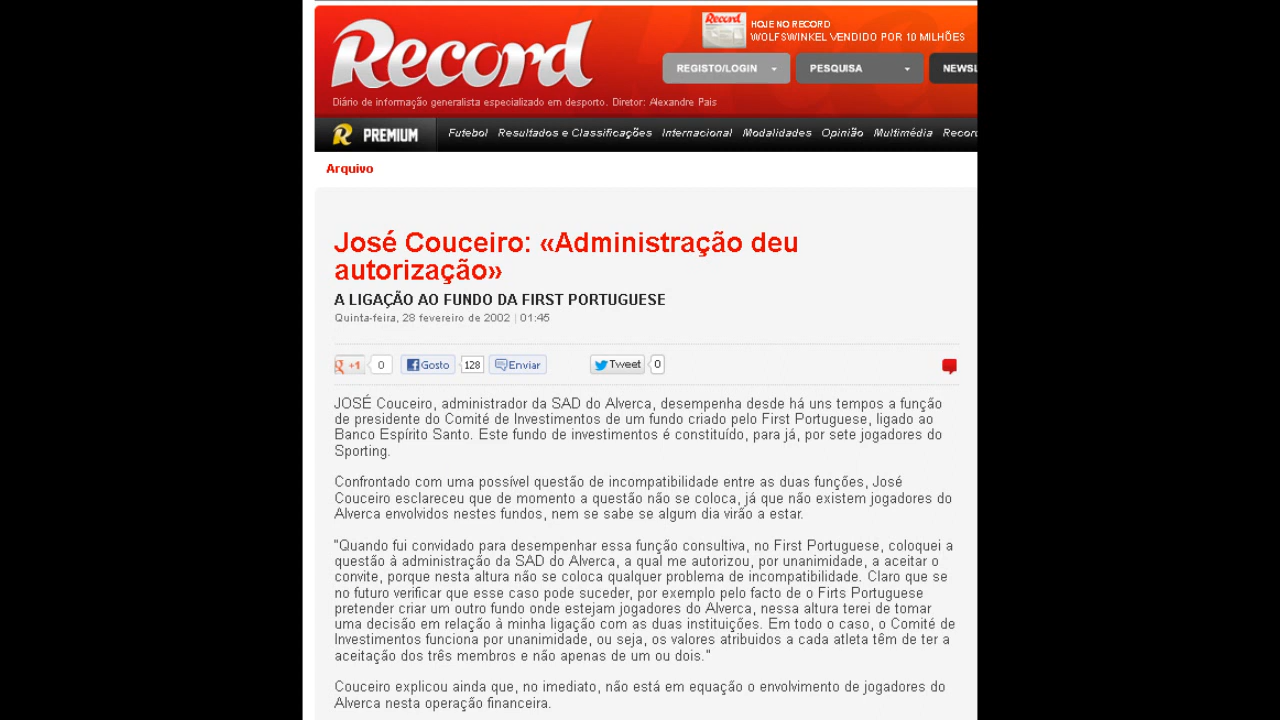 Record
HOJE NO RECORD
WOLFSWINKEL VENDIDO POR 10 MILHÕES
REGISTO/LOGIN
PESQUISA
NEWSL
Diário de informação generalista especializado em desporto. Diretor: Alexandre Pais
R PREMIUM
Futebol Resultados e Classificações Internacional Modalidades Opinião Multimédia Recor
Arquivo
José Couceiro: «Administração deu
autorização»
A LIGAÇÃO AO FUNDO DA FIRST PORTUGUESE
Quinta-feira, 28 fevereiro de 2002 | 01:45
+1 0 Gosto 128 Enviar Tweet 0
JOSÉ Couceiro, administrador da SAD do Alverca, desempenha desde há uns tempos a função
de presidente do Comité de Investimentos de um fundo criado pelo First Portuguese, ligado ao
Banco Espírito Santo. Este fundo de investimentos é constituído, para já, por sete jogadores do
Sporting.
Confrontado com uma possível questão de incompatibilidade entre as duas funções, José
Couceiro esclareceu que de momento a questão não se coloca, já que não existem jogadores do
Alverca envolvidos nestes fundos, nem se sabe se algum dia virão a estar.
"Quando fui convidado para desempenhar essa função consultiva, no First Portuguese, coloquei a
questão à administração da SAD do Alverca, a qual me autorizou, por unanimidade, a aceitar o
convite, porque nesta altura não se coloca qualquer problema de incompatibilidade. Claro que se
no futuro verificar que esse caso pode suceder, por exemplo pelo facto de o Firts Portuguese
pretender criar um outro fundo onde estejam jogadores do Alverca, nessa altura terei de tomar
uma decisão em relação à minha ligação com as duas instituições. Em todo o caso, o Comité de
Investimentos funciona por unanimidade, ou seja, os valores atribuidos a cada atleta têm de ter a
aceitação dos três membros e não apenas de um ou dois."
Couceiro explicou ainda que, no imediato, não está em equação o envolvimento de jogadores do
Alverca nesta operação financeira.